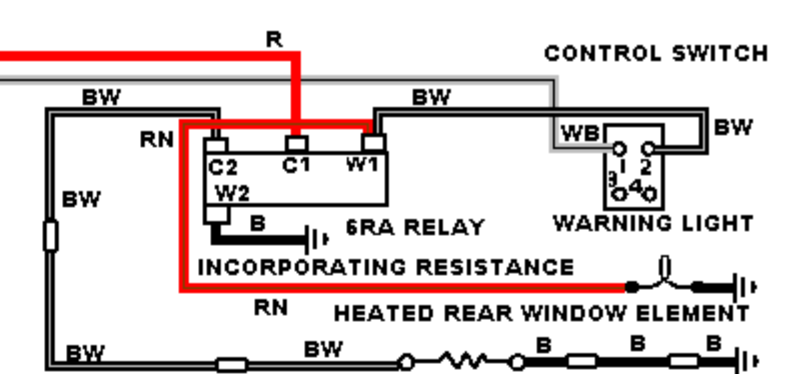 R
CONTROL SWITCH
BW
BW
BW
RN
WB
C2
C1
W1
1
2
3
4
BW
W2
B
6RA RELAY
WARNING LIGHT
INCORPORATING RESISTANCE
RN
HEATED REAR WINDOW ELEMENT
BW
BW
B
B
B